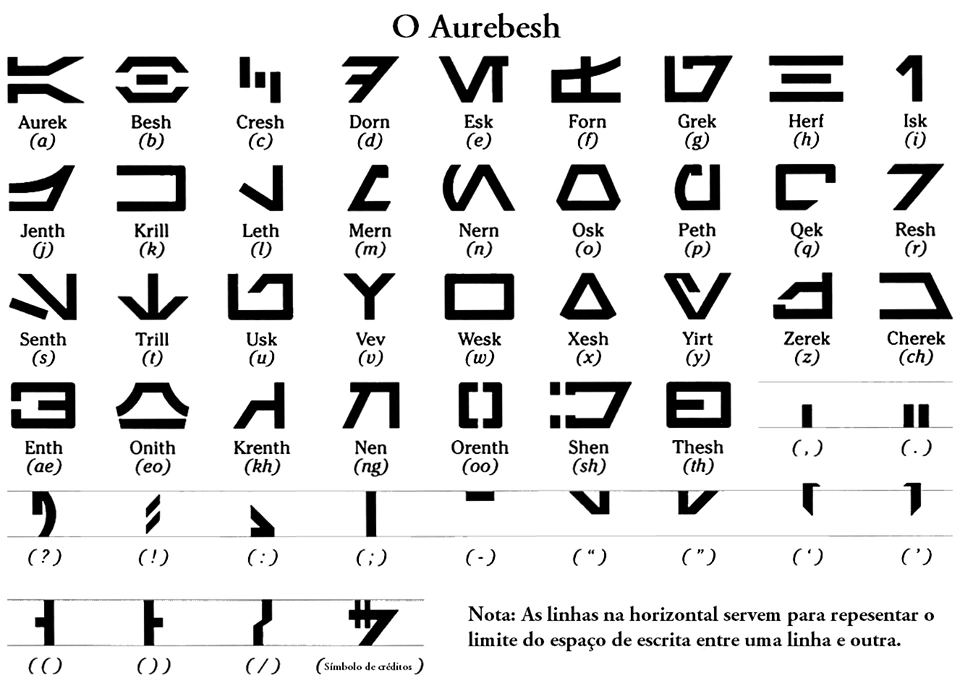 O Aurebesh
Aurek Besh Cresh Dorn Esk Forn Grek Herf Isk
(a) (b) (c) (d) (e) (f) (g) (h) (i)
Jenth Krill Leth Mern Nern Osk Peth Qek Resh
(j) (k) (l) (m) (n) (o) (p) (q) (r)
Senth Trill Usk Vev Wesk Xesh Yirt Zerek Cherek
(s) (t) (u) (v) (w) (x) (y) (z) (ch)
Enth Onith Krenth Nen Orenth Shen Thesh
(ae) (eo) (kh) (ng) (oo) (sh) (th) (,) (.)
(?) (!) (:) (;) (-) (“) (”) (‘) (’)
Nota: As linhas na horizontal servem para repesentar o
limite do espaço de escrita entre uma linha e outra.
(() ()) (/) (Símbolo de créditos)